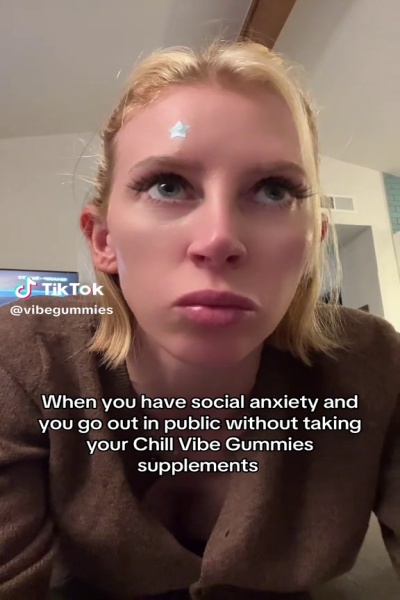 TikTok
@vibegummies
When you have social anxiety and
you go out in public without taking
your Chill Vibe Gummies
supplements